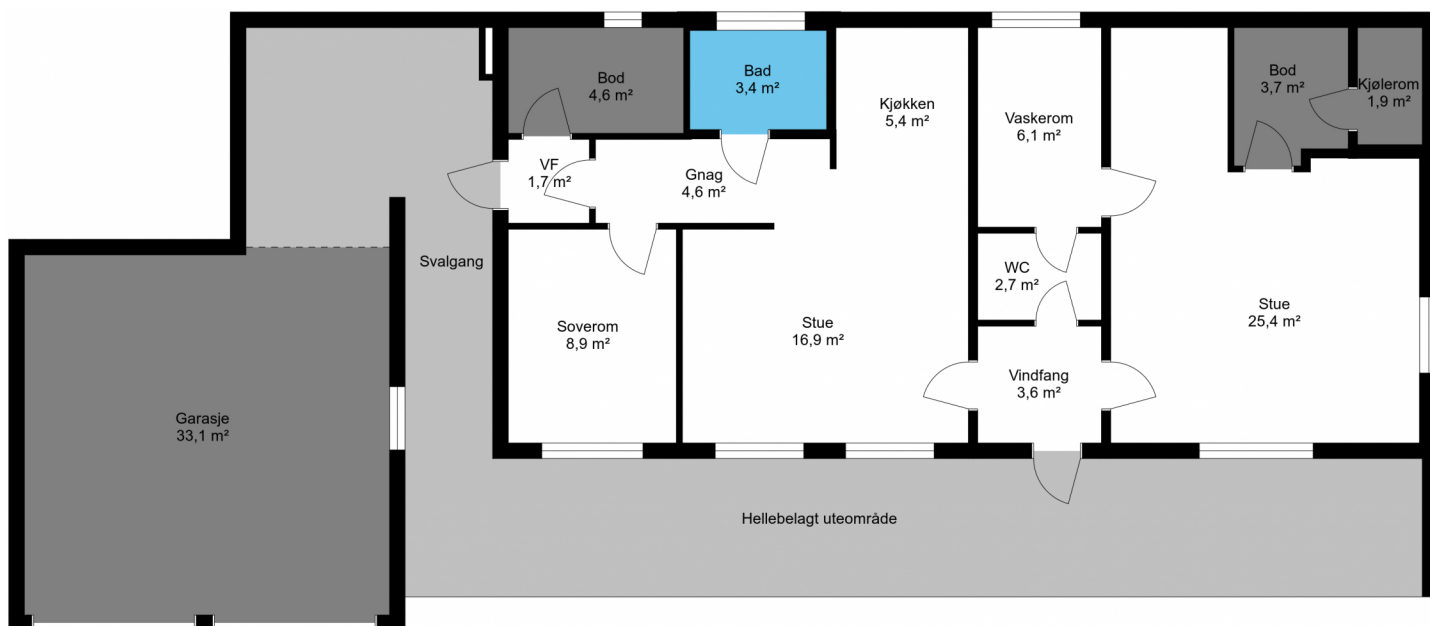 Bod
4,6 m²
Bad
3,4 m²
Kjøkken
5,4 m²
Vaskerom
6,1 m²
Bod
3,7 m²
Kjølerom
1,9 m²
VF
1,7 m²
Gnag
4,6 m²
Svalgang
WC
2,7 m²
Soverom
8,9 m²
Stue
16,9 m²
Stue
25,4 m²
Vindfang
3,6 m²
Garasje
33,1 m²
Hellebelagt uteområde